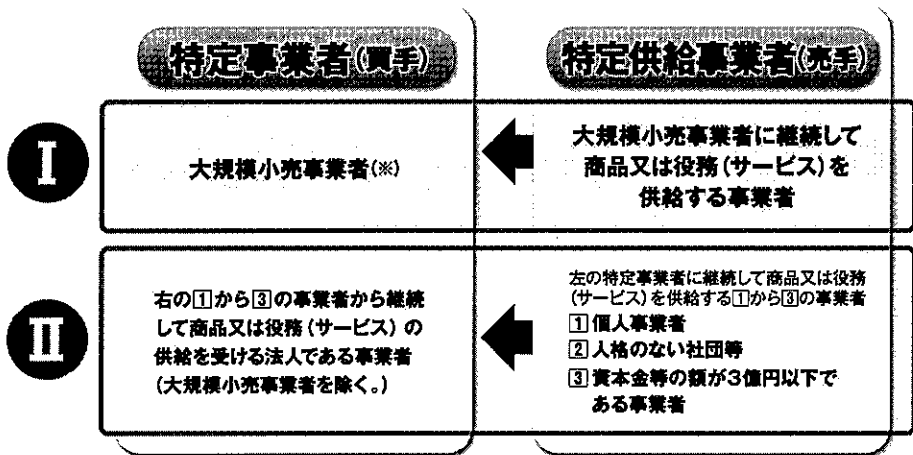 特定事業者(買手)
特定供給事業者(売手)
I
大規模小売事業者(※)
大規模小売事業者に継続して
商品又は役務(サービス)を
供給する事業者
II
右の1から3の事業者から継続
して商品又は役務(サービス)の
供給を受ける法人である事業者
(大規模小売事業者を除く。)
左の特定事業者に継続して商品又は役務
(サービス)を供給する1から3の事業者
1個人事業者
2人格のない社団等
3資本金等の額が3億円以下で
ある事業者